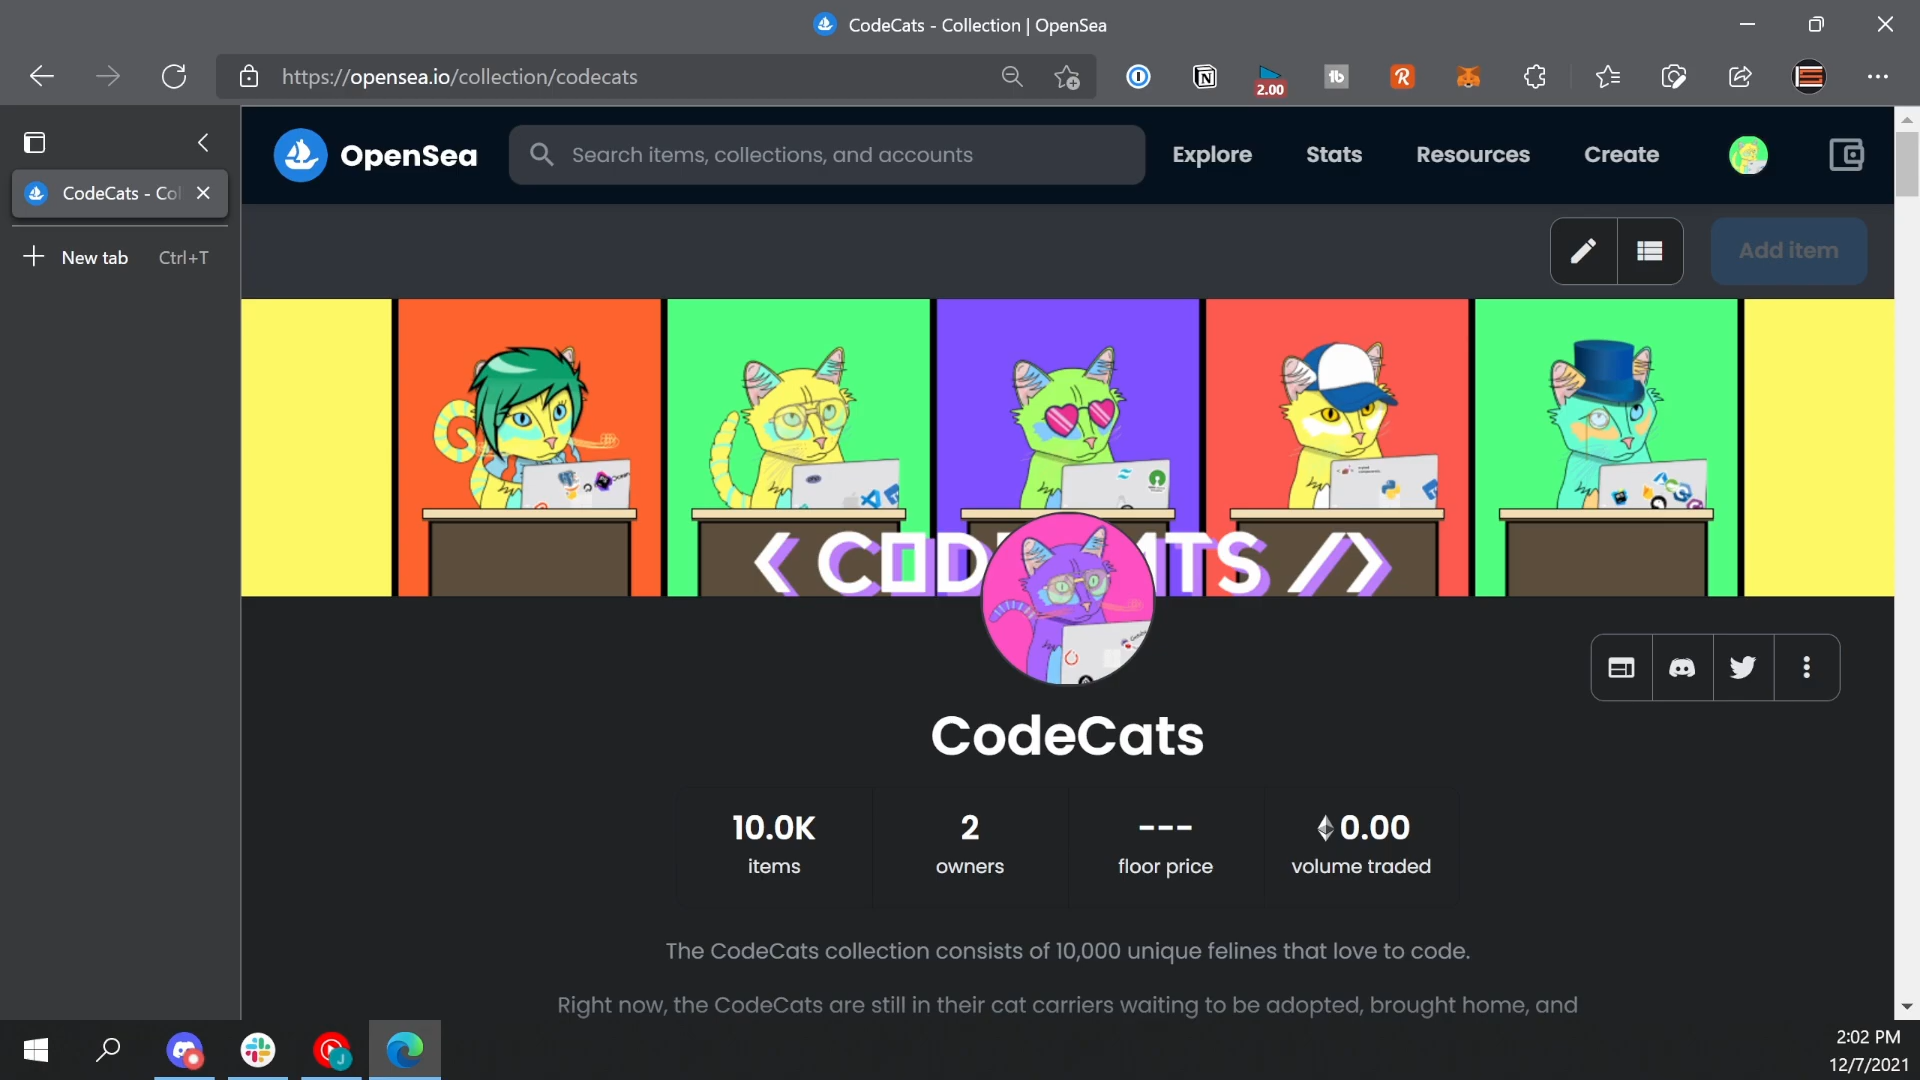 CodeCats - Collection | OpenSea
https://opensea.io/collection/codecats
2.00
1b
CodeCats - Col
New tab Ctrl+T
OpenSea
Search items, collections, and accounts
Explore
Stats
Resources
Create
Add item
CodeCats
10.0K
items
2
owners
---
floor price
0.00
volume traded
The CodeCats collection consists of 10,000 unique felines that love to code.
Right now, the CodeCats are still in their cat carriers waiting to be adopted, brought home, and
2:02 PM
12/7/2021